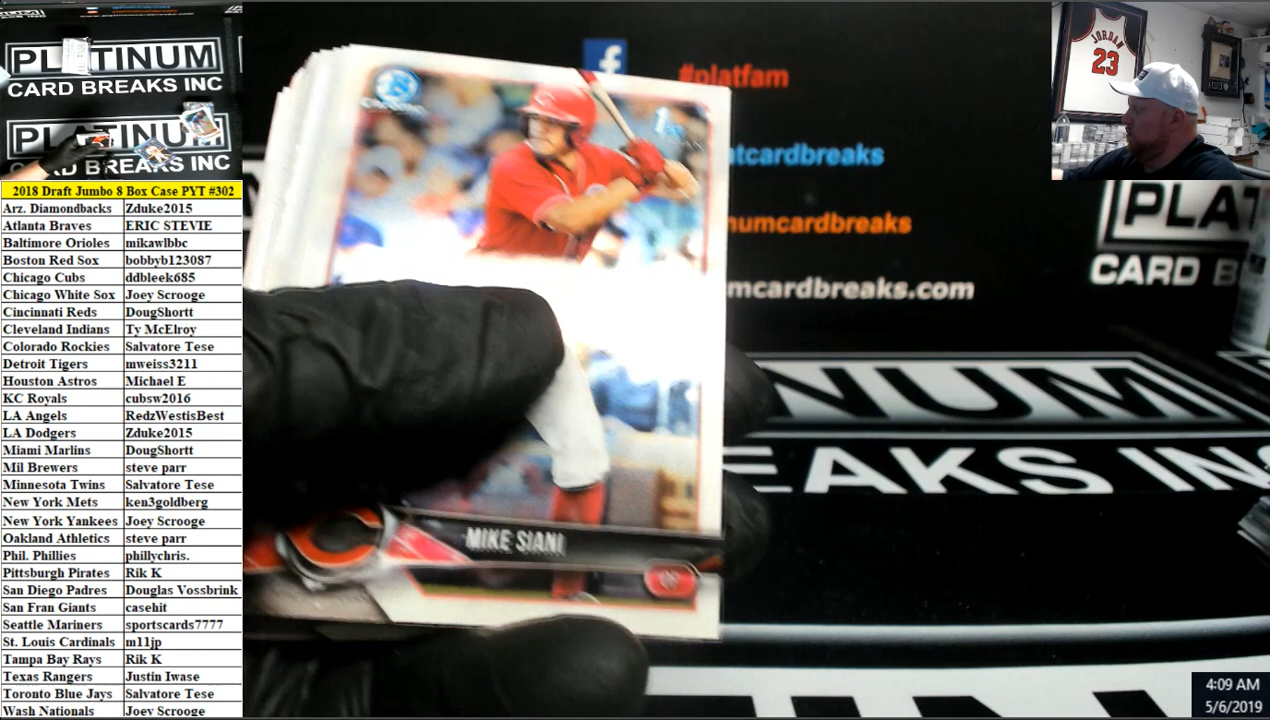 PLATINUM
CARD BREAKS INC
PLATINUM
CARD BREAKS INC
2018 Draft Jumbo 8 Box Case PYT #302
Arz. Diamondbacks Zduke2015
Atlanta Braves ERIC STEVIE
Baltimore Orioles mikawlbbc
Boston Red Sox bobbyb123087
Chicago Cubs ddbleek685
Chicago White Sox Joey Scrooge
Cincinnati Reds DougShortt
Cleveland Indians Ty McElroy
Colorado Rockies Salvatore Tese
Detroit Tigers mweiss3211
Houston Astros Michael E
KC Royals cubsw2016
LA Angels RedzWestisBest
LA Dodgers Zduke2015
Miami Marlins DougShortt
Mil Brewers steve parr
Minnesota Twins Salvatore Tese
New York Mets ken3goldberg
New York Yankees Joey Scrooge
Oakland Athletics steve parr
Phil. Phillies phillychris.
Pittsburgh Pirates Rik K
San Diego Padres Douglas Vossbrink
San Fran Giants casehit
Seattle Mariners sportscards7777
St. Louis Cardinals m11jp
Tampa Bay Rays Rik K
Texas Rangers Justin Iwase
Toronto Blue Jays Salvatore Tese
Wash Nationals Joey Scrooge
f
#platfam
atcardbreaks
numcardbreaks
mcardbreaks.com
PLAT
CARD B
NUM
EAKS IN
MIKE SIANI
JORDAN
23
4:09 AM
5/6/2019